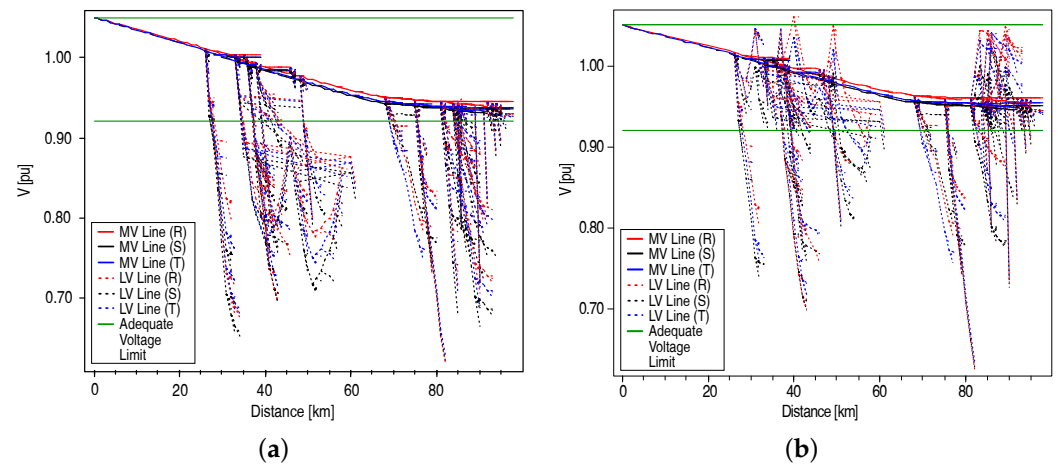 1.00
0.90
0.80
0.70
V [pu]
MV Line (R)
MV Line (S)
MV Line (T)
LV Line (R)
LV Line (S)
LV Line (T)
Adequate
Voltage
Limit
0 20 40 60 80
Distance [km]
(a)
1.00
0.90
0.80
0.70
V [pu]
MV Line (R)
MV Line (S)
MV Line (T)
LV Line (R)
LV Line (S)
LV Line (T)
Adequate
Voltage
Limit
0 20 40 60 80
Distance [km]
(b)